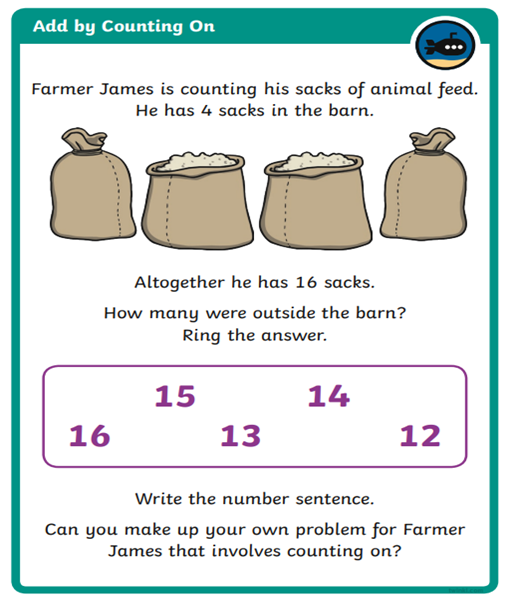 Add by Counting On
Farmer James is counting his sacks of animal feed.
He has 4 sacks in the barn.
Altogether he has 16 sacks.
How many were outside the barn?
Ring the answer.
15 14
16 13 12
Write the number sentence.
Can you make up your own problem for Farmer
James that involves counting on?